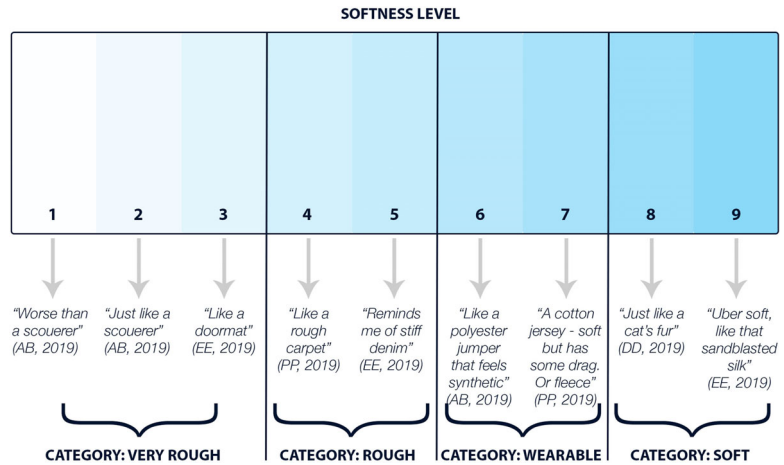 SOFTNESS LEVEL
1 2 3 4 5 6 7 8 9
“Worse than
a scouerer”
(AB, 2019)
“Just like a
scouerer”
(AB, 2019)
“Like a
doormat”
(EE, 2019)
“Like a
rough
carpet”
(PP, 2019)
“Reminds
me of stiff
denim”
(EE, 2019)
“Like a
polyester
jumper
that feels
synthetic”
(AB, 2019)
“A cotton
jersey - soft
but has
some drag.
Or fleece”
(PP, 2019)
“Just like a
cat’s fur”
(DD, 2019)
“Uber soft,
like that
sandblasted
silk”
(EE, 2019)
CATEGORY: VERY ROUGH
CATEGORY: ROUGH
CATEGORY: WEARABLE
CATEGORY: SOFT